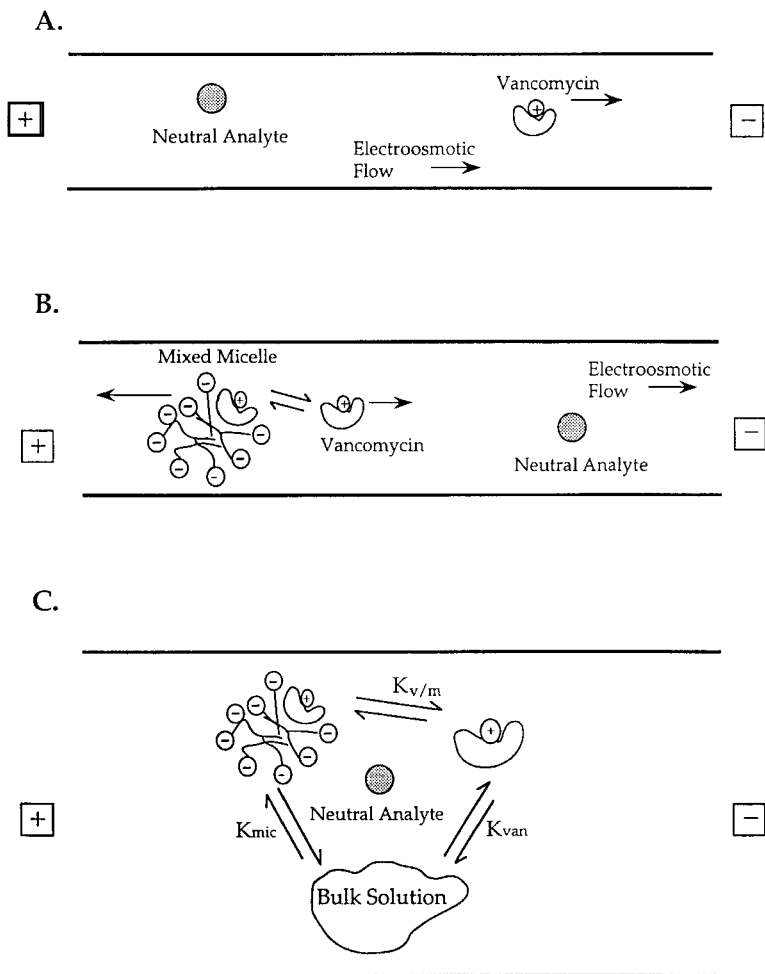 A.
Vancomycin
+
+
−
Neutral Analyte
Electroosmotic
Flow
B.
Mixed Micelle
Electroosmotic
Flow
−
−
−
+
+
−
−
−
+
−
Vancomycin
−
−
−
Neutral Analyte
C.
Kv/m
−
+
−
−
−
+
−
−
−
−
Neutral Analyte
+
Kmic
Kvan
−
Bulk Solution